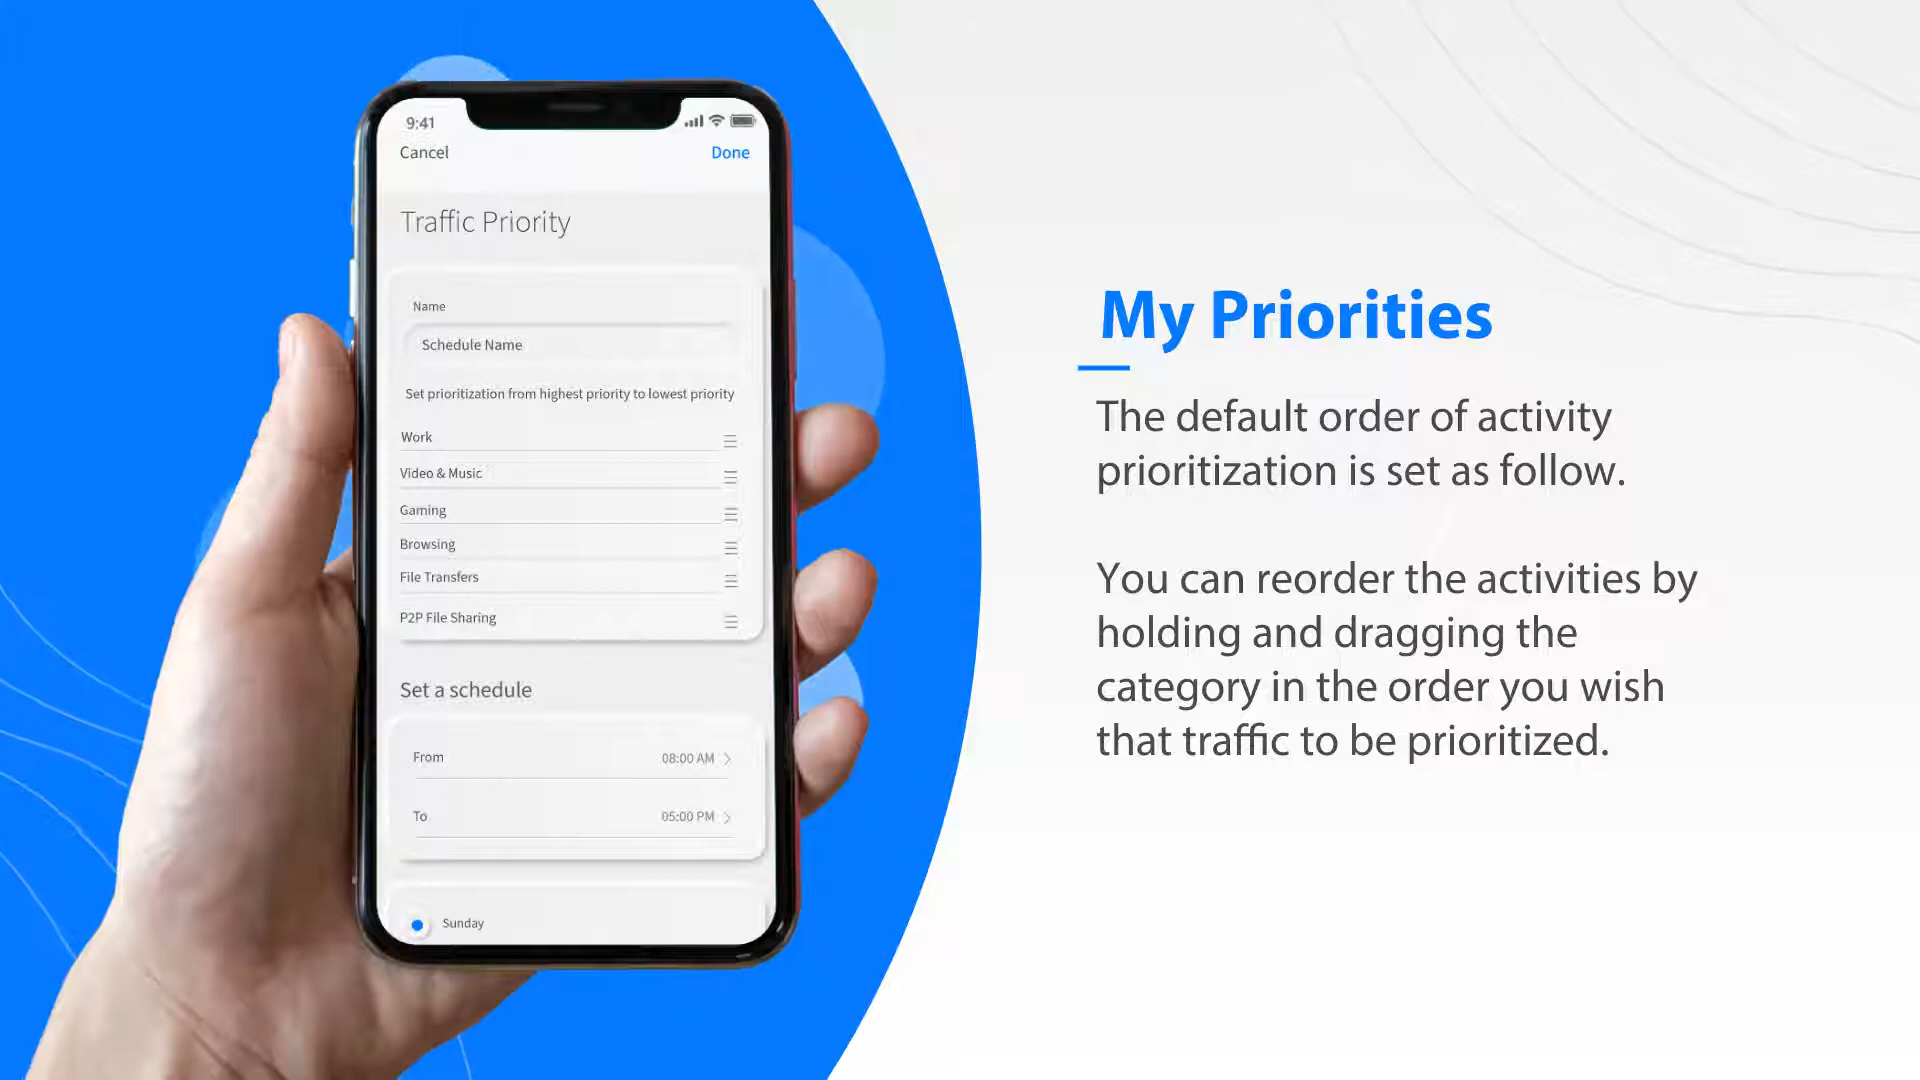 9:41
Cancel
Done
Traffic Priority
Name
Schedule Name
Set prioritization from highest priority to lowest priority
Work
Video & Music
Gaming
Browsing
File Transfers
P2P File Sharing
Set a schedule
From 08:00 AM
To 05:00 PM
Sunday
My Priorities
The default order of activity
prioritization is set as follow.
You can reorder the activities by
holding and dragging the
category in the order you wish
that traffic to be prioritized.